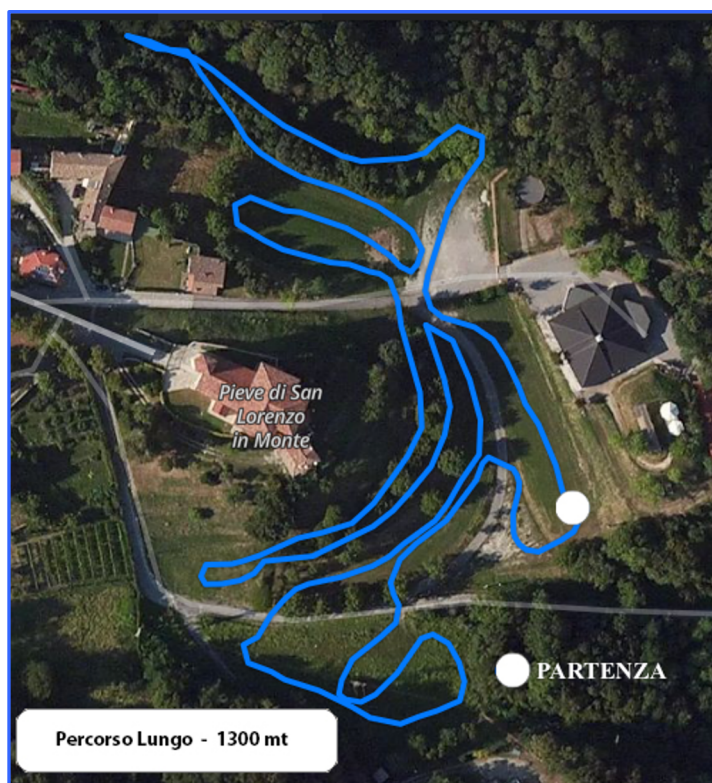 Pieve di San
Lorenzo
in Monte
PARTENZA
Percorso Lungo - 1300 mt